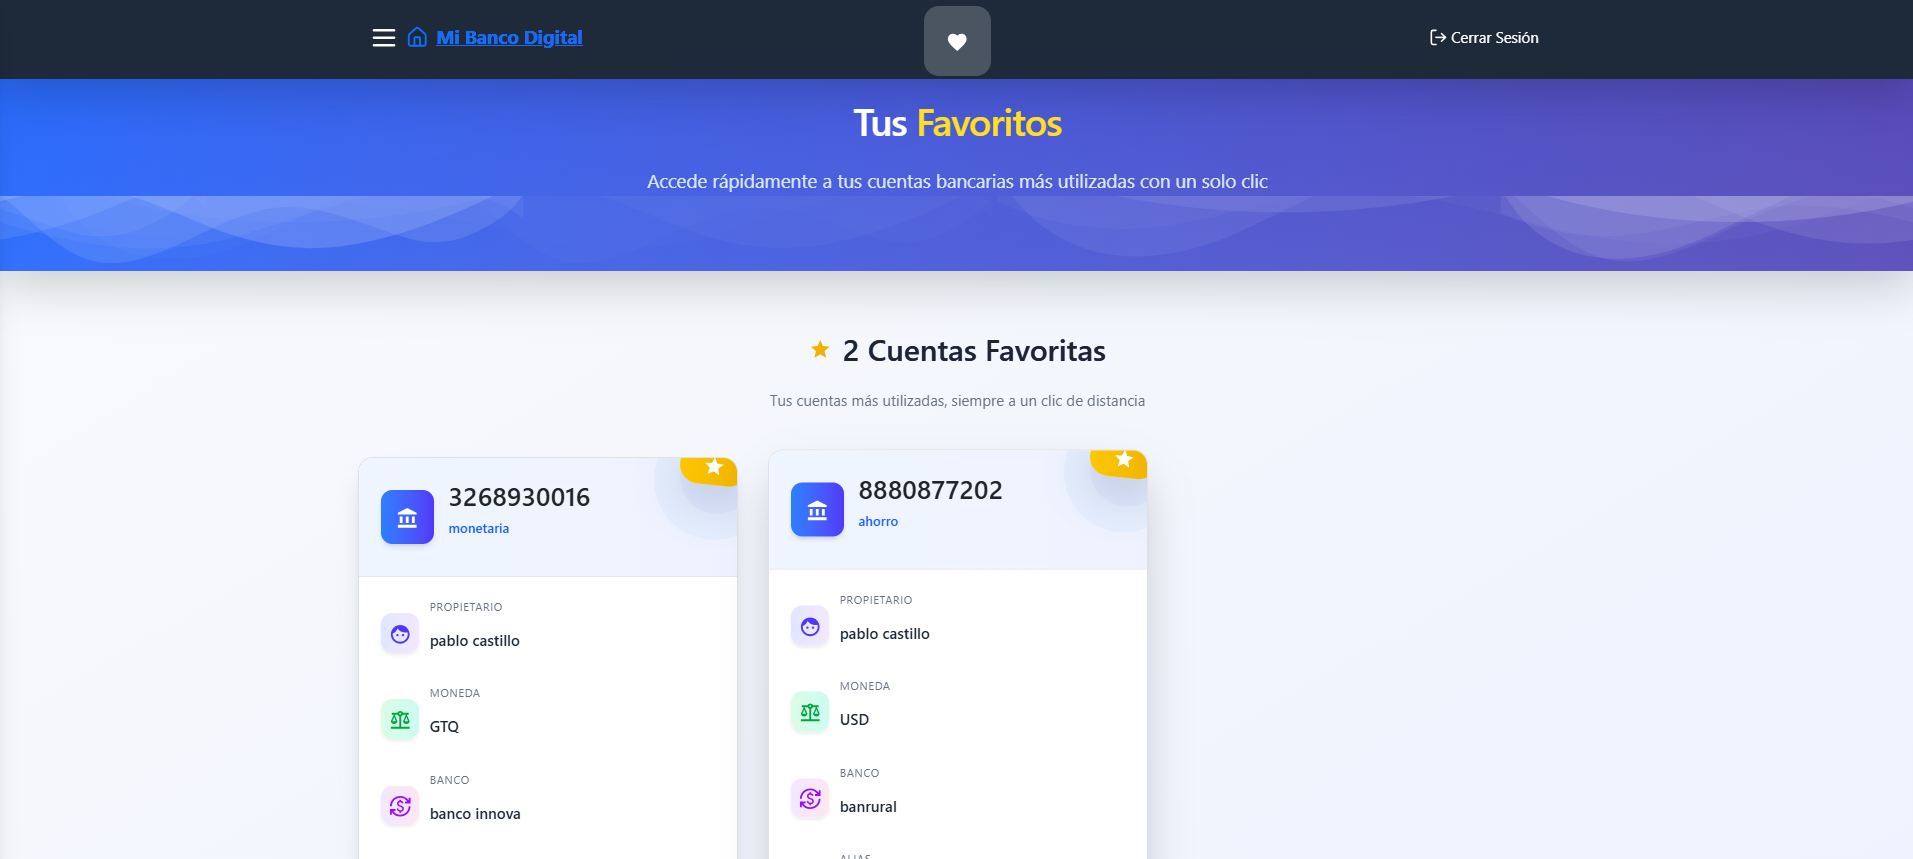 Mi Banco Digital
Cerrar Sesión
Tus Favoritos
Accede rápidamente a tus cuentas bancarias más utilizadas con un solo clic
2 Cuentas Favoritas
Tus cuentas más utilizadas, siempre a un clic de distancia
3268930016
monetaria
PROPIETARIO
pablo castillo
MONEDA
GTQ
BANCO
banco innova
8880877202
ahorro
PROPIETARIO
pablo castillo
MONEDA
USD
BANCO
banrural
ALIAS